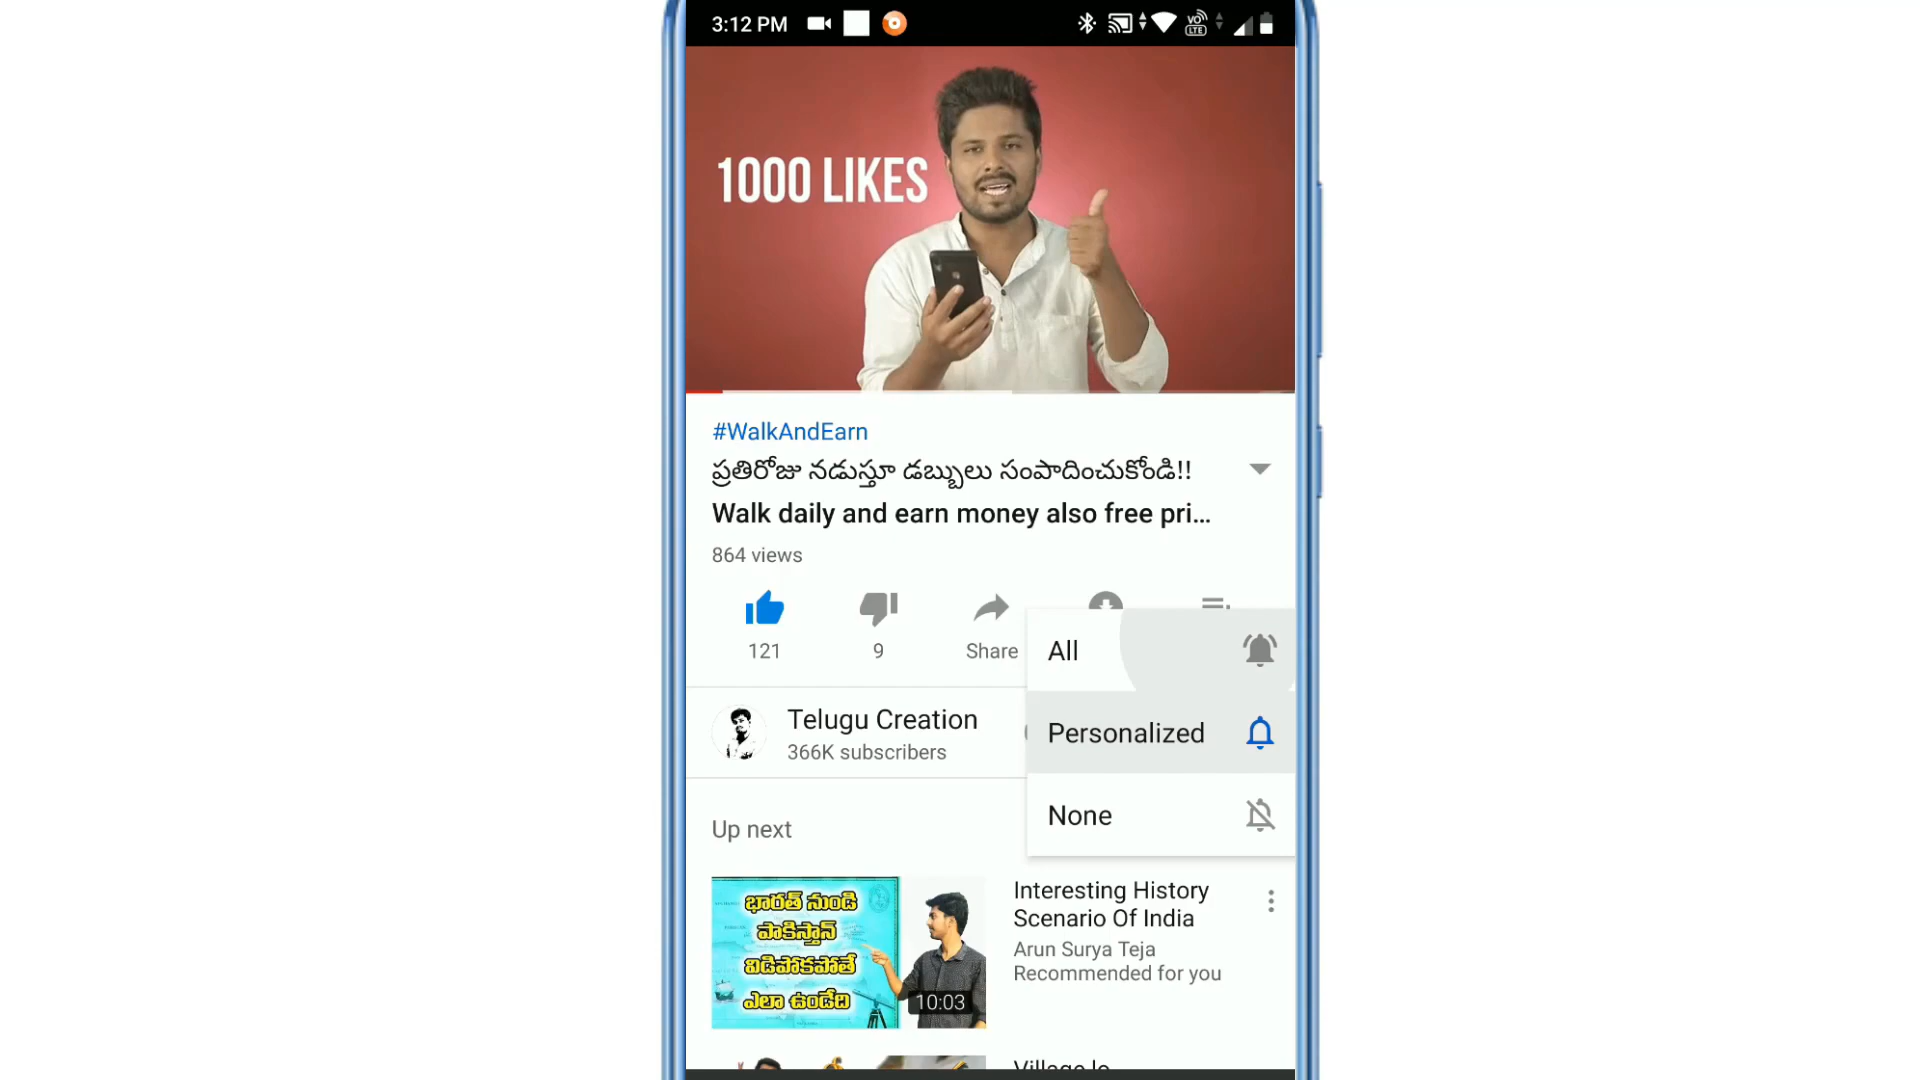 3:12 PM
VO
LTE
1000 LIKES
#WalkAndEarn
ప్రతిరోజు నడుస్తూ డబ్బులు సంపాదించుకోండి!!
Walk daily and earn money also free pri...
864 views
121
9
Share
All
Telugu Creation
366K subscribers
Personalized
None
Up next
భారత్ నుండి
పాకిస్తాన్
విడిపోకపోతే
ఎలా ఉండేది
10:03
Interesting History
Scenario Of India
Arun Surya Teja
Recommended for you
Village lo